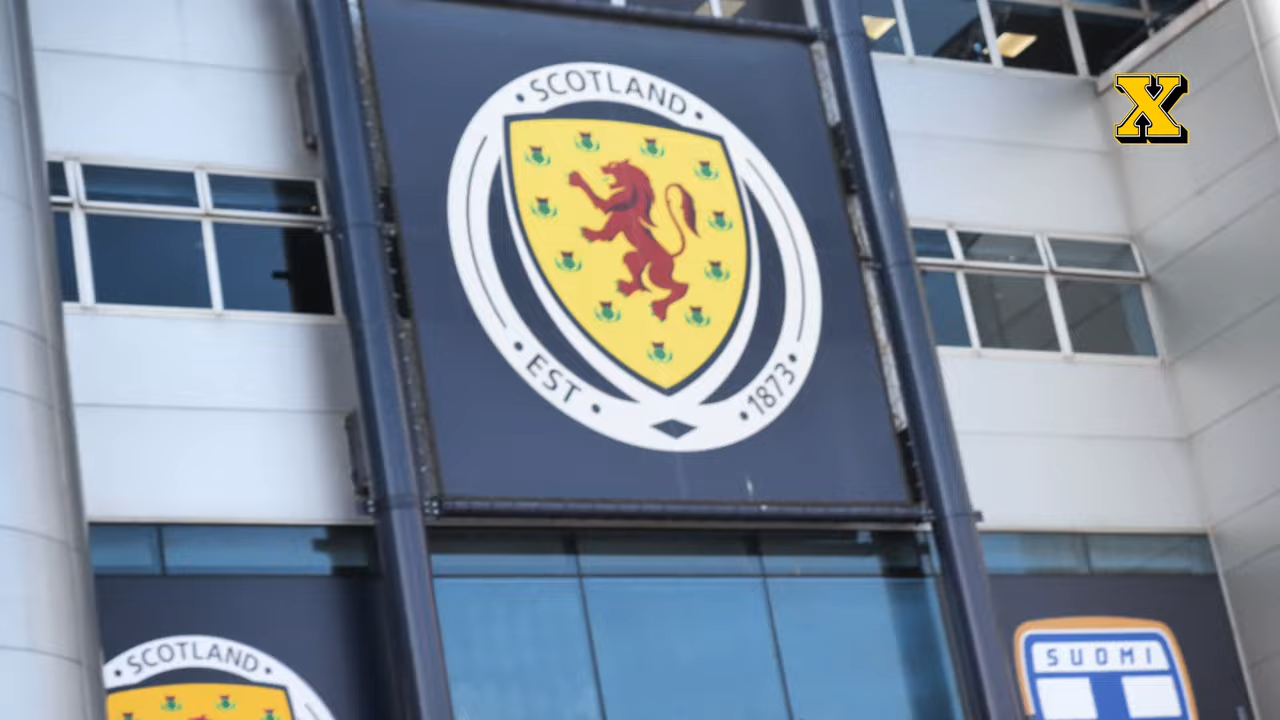 SCOTLAND
EST
1873
X
SCOTLAND
SUOMI